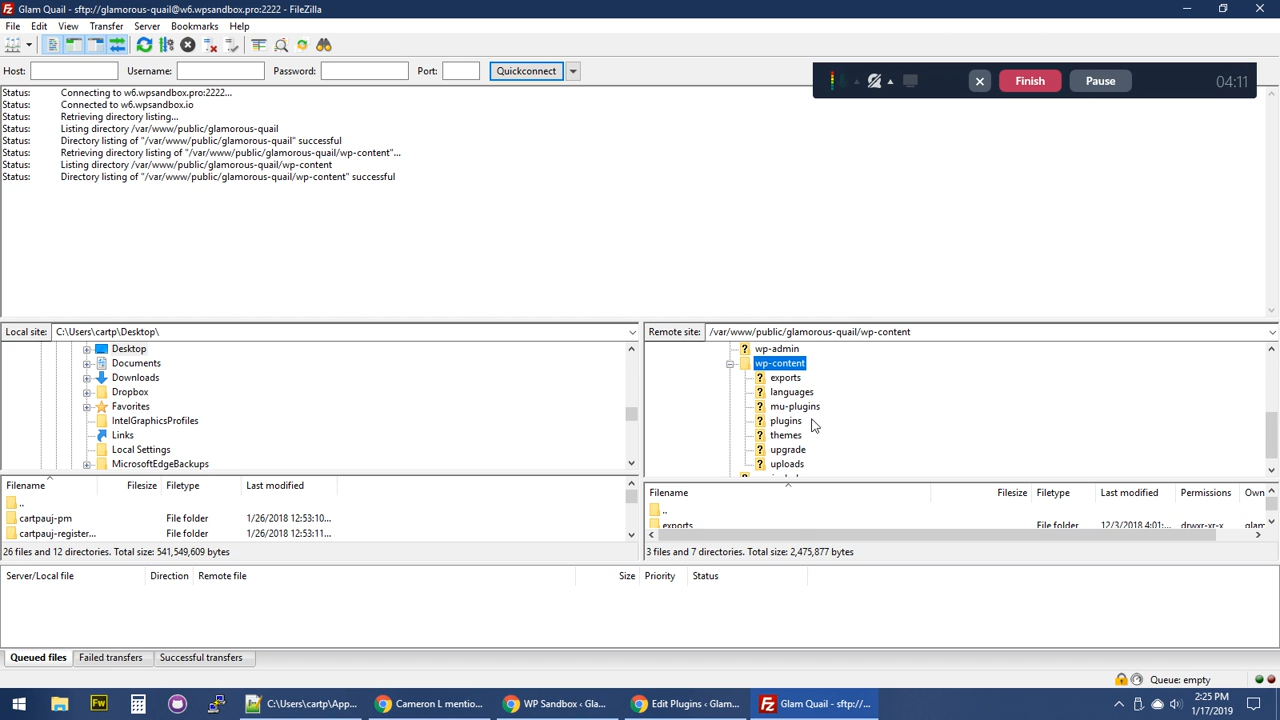 Glam Quail - sftp://glamorous-quail@w6.wpsandbox.pro:2222 - FileZilla
File Edit View Transfer Server Bookmarks Help
Host: Username: Password: Port: Quickconnect
Finish Pause 04:11
Status: Connecting to w6.wpsandbox.pro:2222...
Status: Connected to w6.wpsandbox.io
Status: Retrieving directory listing...
Status: Listing directory /var/www/public/glamorous-quail
Status: Directory listing of "/var/www/public/glamorous-quail" successful
Status: Retrieving directory listing of "/var/www/public/glamorous-quail/wp-content"...
Status: Listing directory /var/www/public/glamorous-quail/wp-content
Status: Directory listing of "/var/www/public/glamorous-quail/wp-content" successful
Local site: C:\Users\cartp\Desktop\
Desktop
Documents
Downloads
Dropbox
Favorites
IntelGraphicsProfiles
Links
Local Settings
MicrosoftEdgeBackups
Filename Filesize Filetype Last modified
..
cartpauj-pm File folder 1/26/2018 12:53:10...
cartpauj-register... File folder 1/26/2018 12:53:11...
26 files and 12 directories. Total size: 541,549,609 bytes
Remote site: /var/www/public/glamorous-quail/wp-content
wp-admin
wp-content
exports
languages
mu-plugins
plugins
themes
upgrade
uploads
Filename Filesize Filetype Last modified Permissions Own
..
exports File folder 12/3/2018 4:01:... drwxr-xr-x glam
3 files and 7 directories. Total size: 2,475,877 bytes
Server/Local file Direction Remote file Size Priority Status
Queued files Failed transfers Successful transfers
Queue: empty
C:\Users\cartp\App... Cameron L mentio... WP Sandbox ‹ Gla... Edit Plugins ‹ Glam... Glam Quail - sftp://...
2:25 PM
1/17/2019